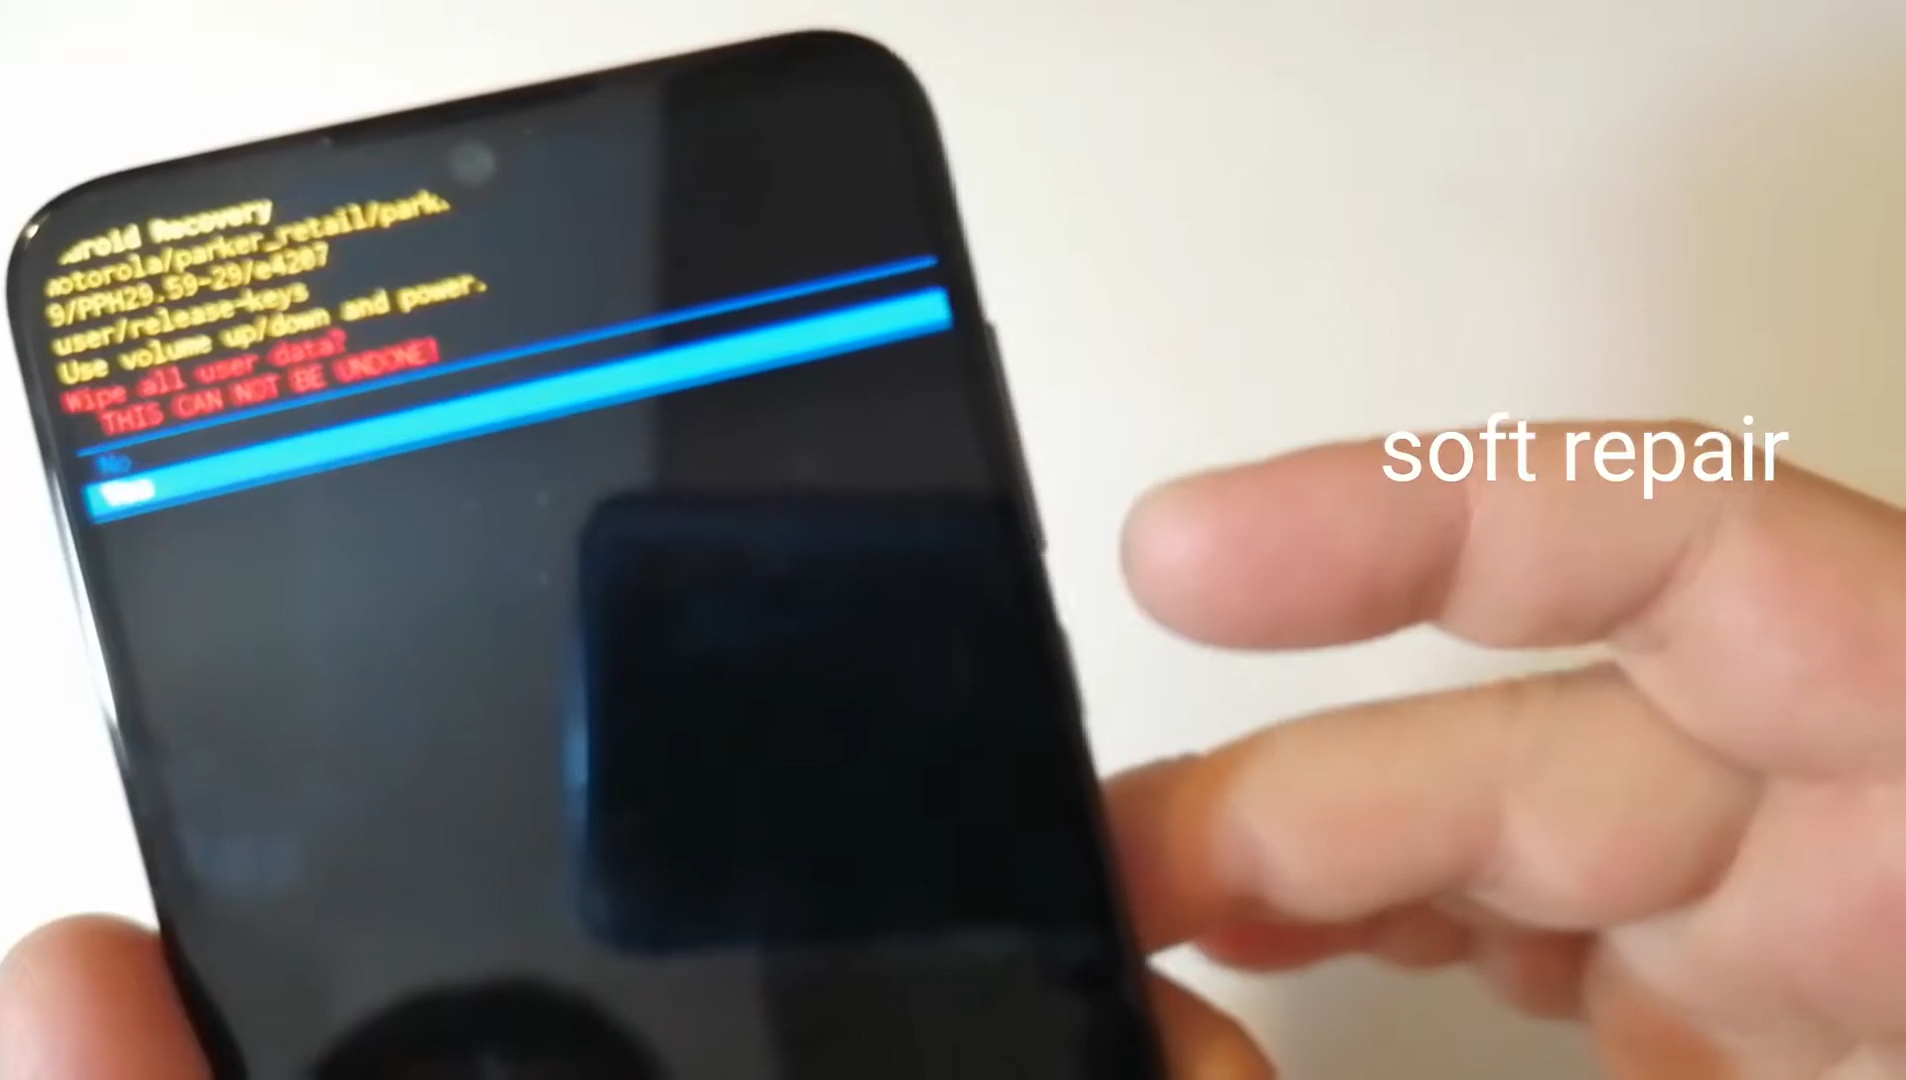 Android Recovery
motorola/parker_retail/park
9/PPH29.59-29/e4207
user/release-keys
Use volume up/down and power.
Wipe all user data?
THIS CAN NOT BE UNDONE!
No
Yes
soft repair